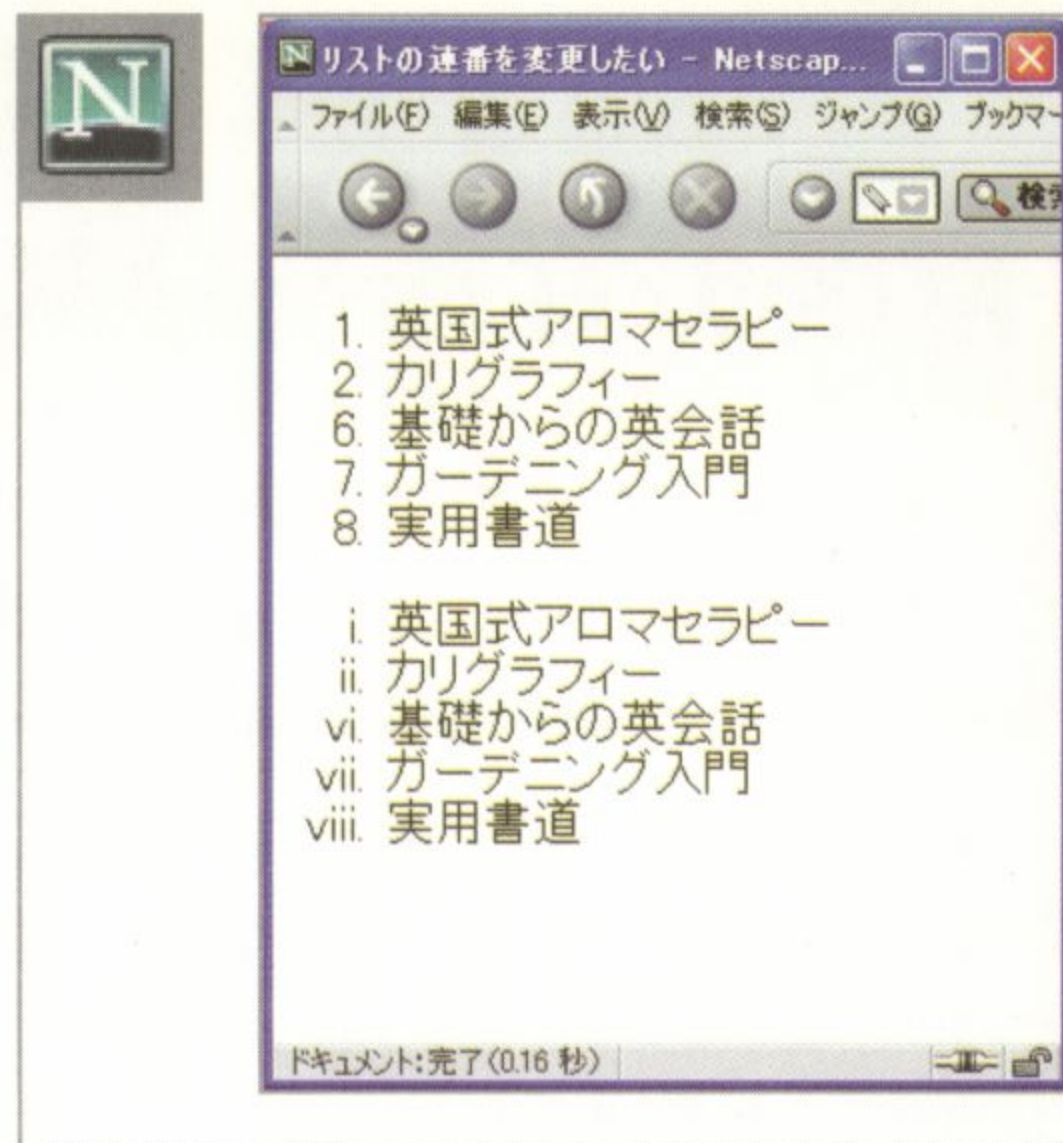 N
N リストの連番を変更したい - Netscap...
ファイル(F) 編集(E) 表示(V) 検索(S) ジャンプ(G) ブックマー
検索
1. 英国式アロマセラピー
2. カリグラフィー
6. 基礎からの英会話
7. ガーデニング入門
8. 実用書道
i. 英国式アロマセラピー
ii. カリグラフィー
vi. 基礎からの英会話
vii. ガーデニング入門
viii. 実用書道
ドキュメント:完了(0.16 秒)